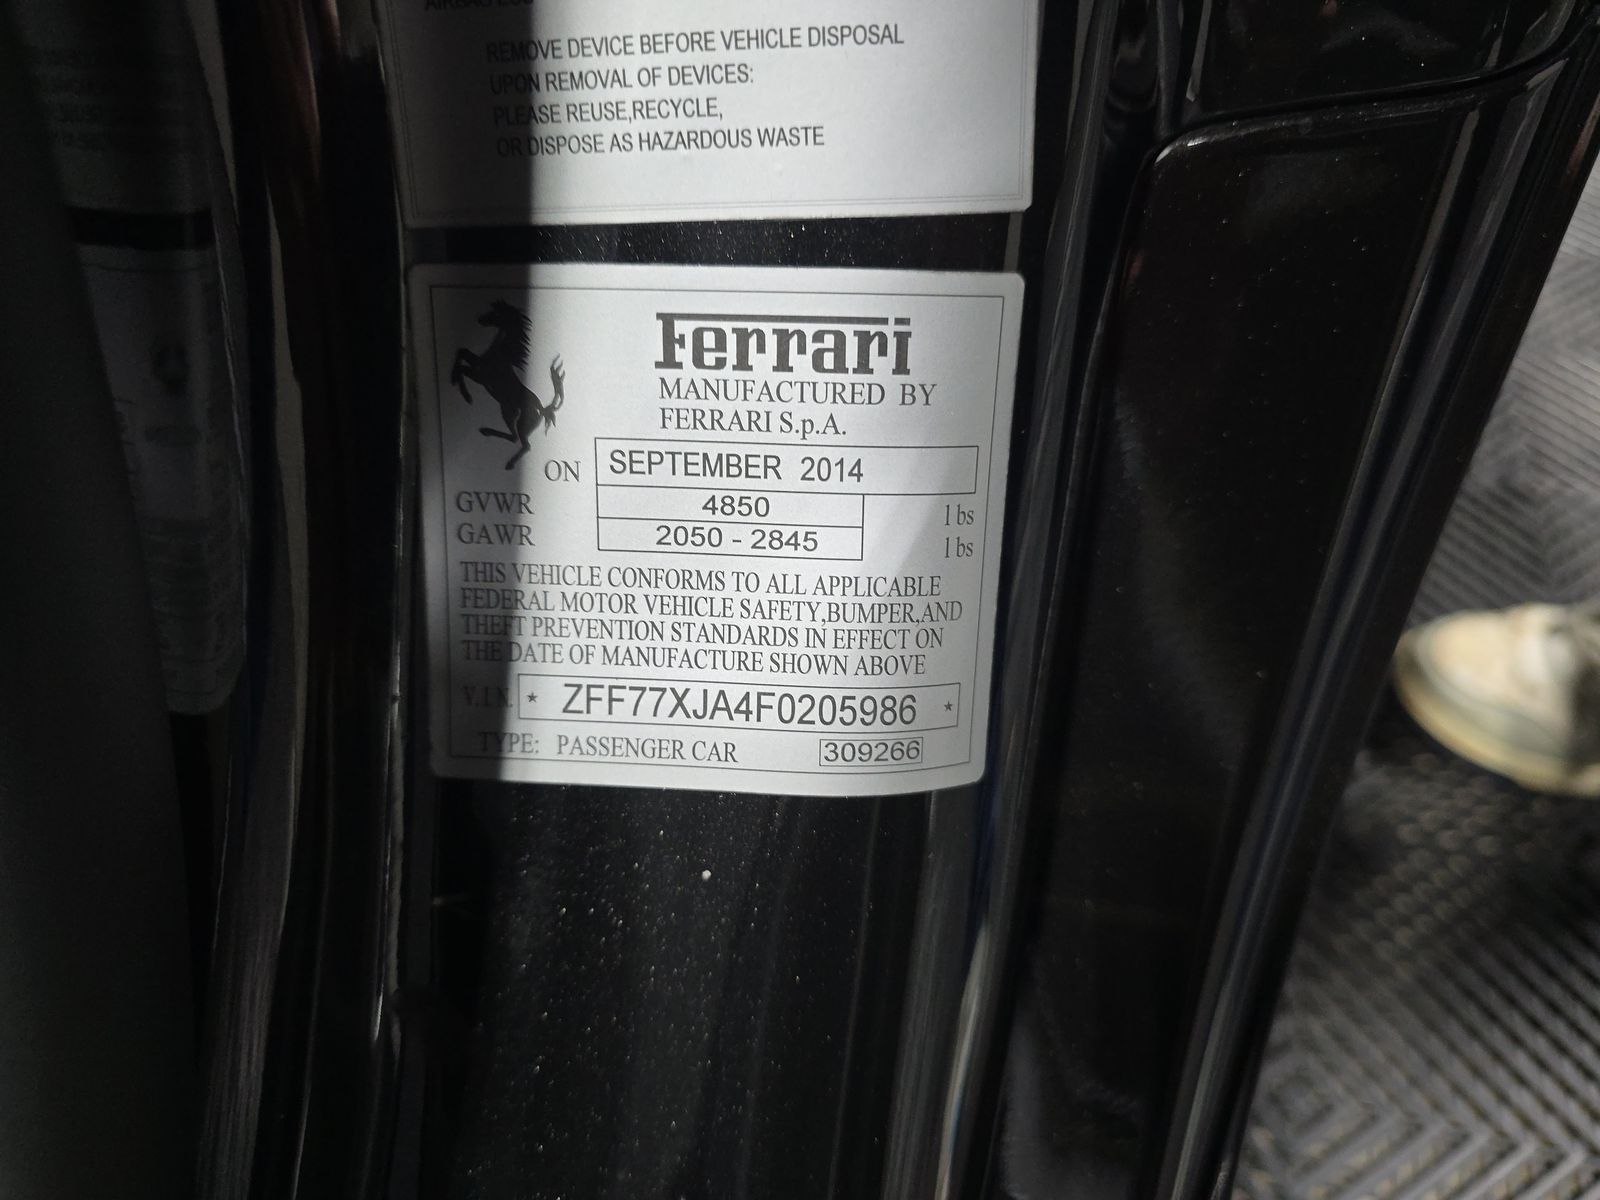 REMOVE DEVICE BEFORE VEHICLE DISPOSAL
UPON REMOVAL OF DEVICES:
PLEASE REUSE,RECYCLE,
OR DISPOSE AS HAZARDOUS WASTE
Ferrari
MANUFACTURED BY
FERRARI S.p.A.
ON SEPTEMBER 2014
GVWR 4850 lbs
GAWR 2050 - 2845 lbs
THIS VEHICLE CONFORMS TO ALL APPLICABLE
FEDERAL MOTOR VEHICLE SAFETY,BUMPER,AND
THEFT PREVENTION STANDARDS IN EFFECT ON
THE DATE OF MANUFACTURE SHOWN ABOVE
V.I.N. * ZFF77XJA4F0205986 *
TYPE: PASSENGER CAR 309266